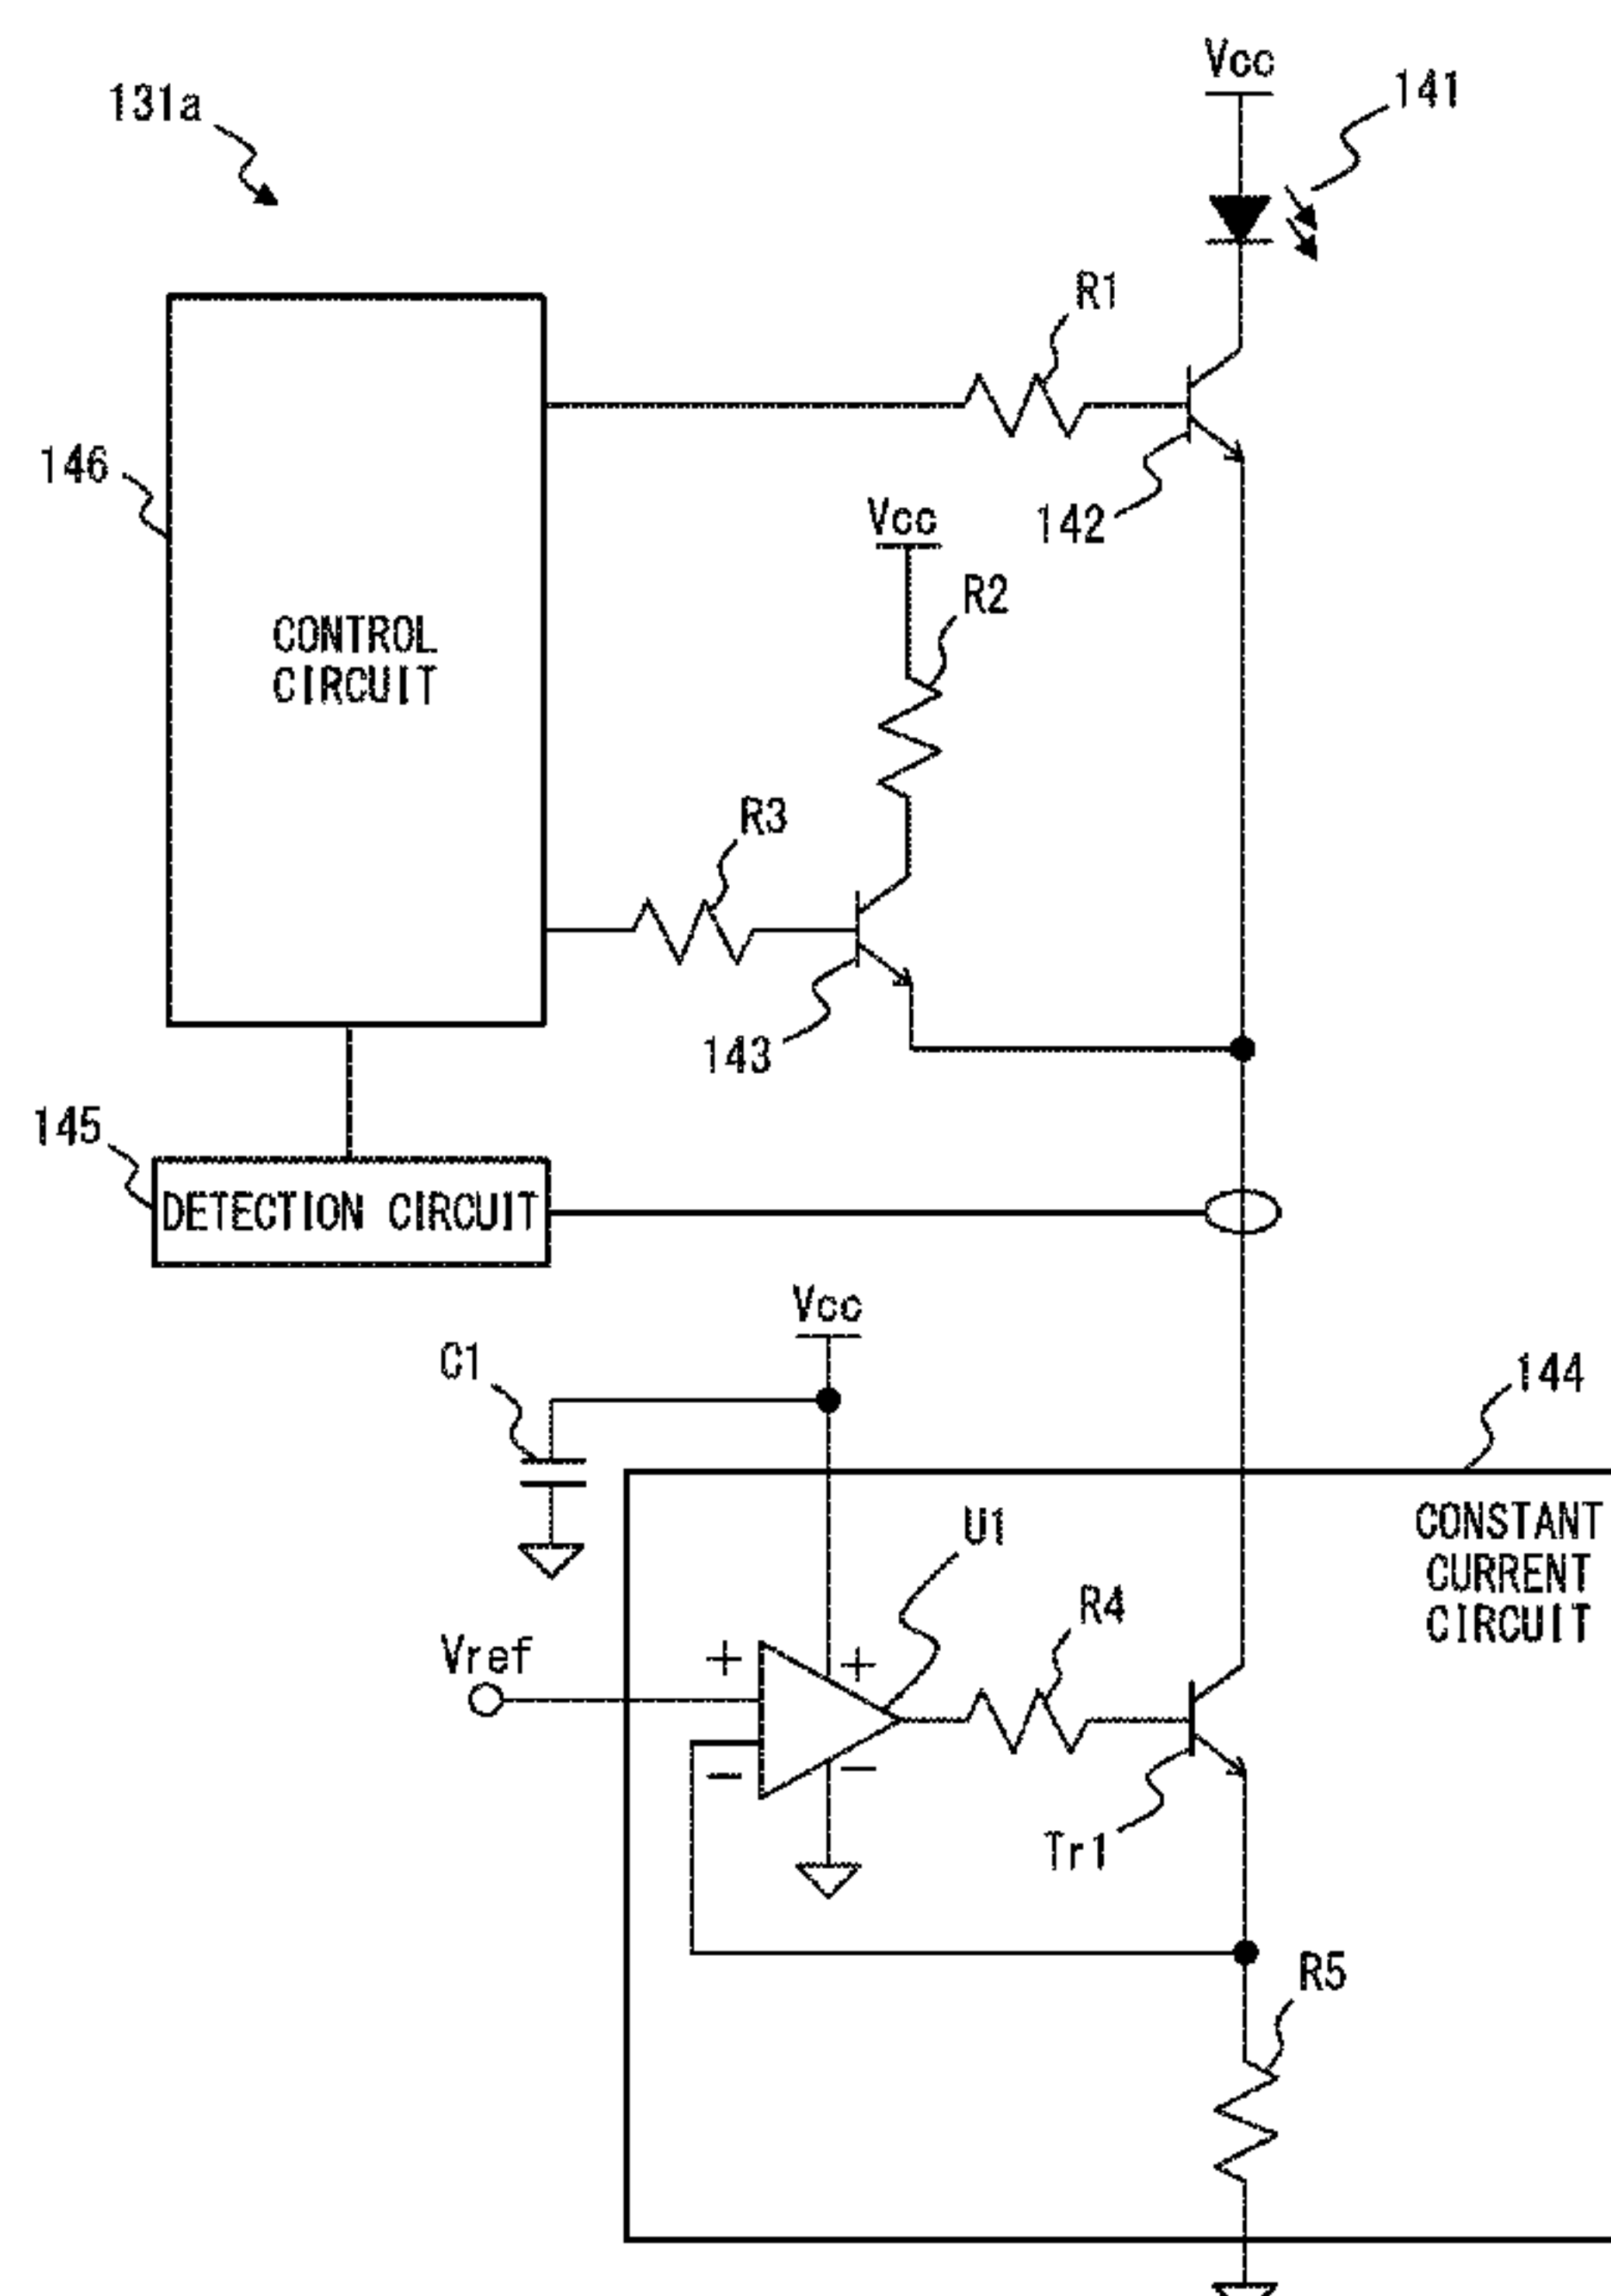 Vcc
141
131a
R1
146
142
Vcc
R2
CONTROL
CIRCUIT
R3
143
145
DETECTION CIRCUIT
Vcc
C1
144
CONSTANT
CURRENT
CIRCUIT
U1
R4
Vref
+
+
-
-
Tr1
R5